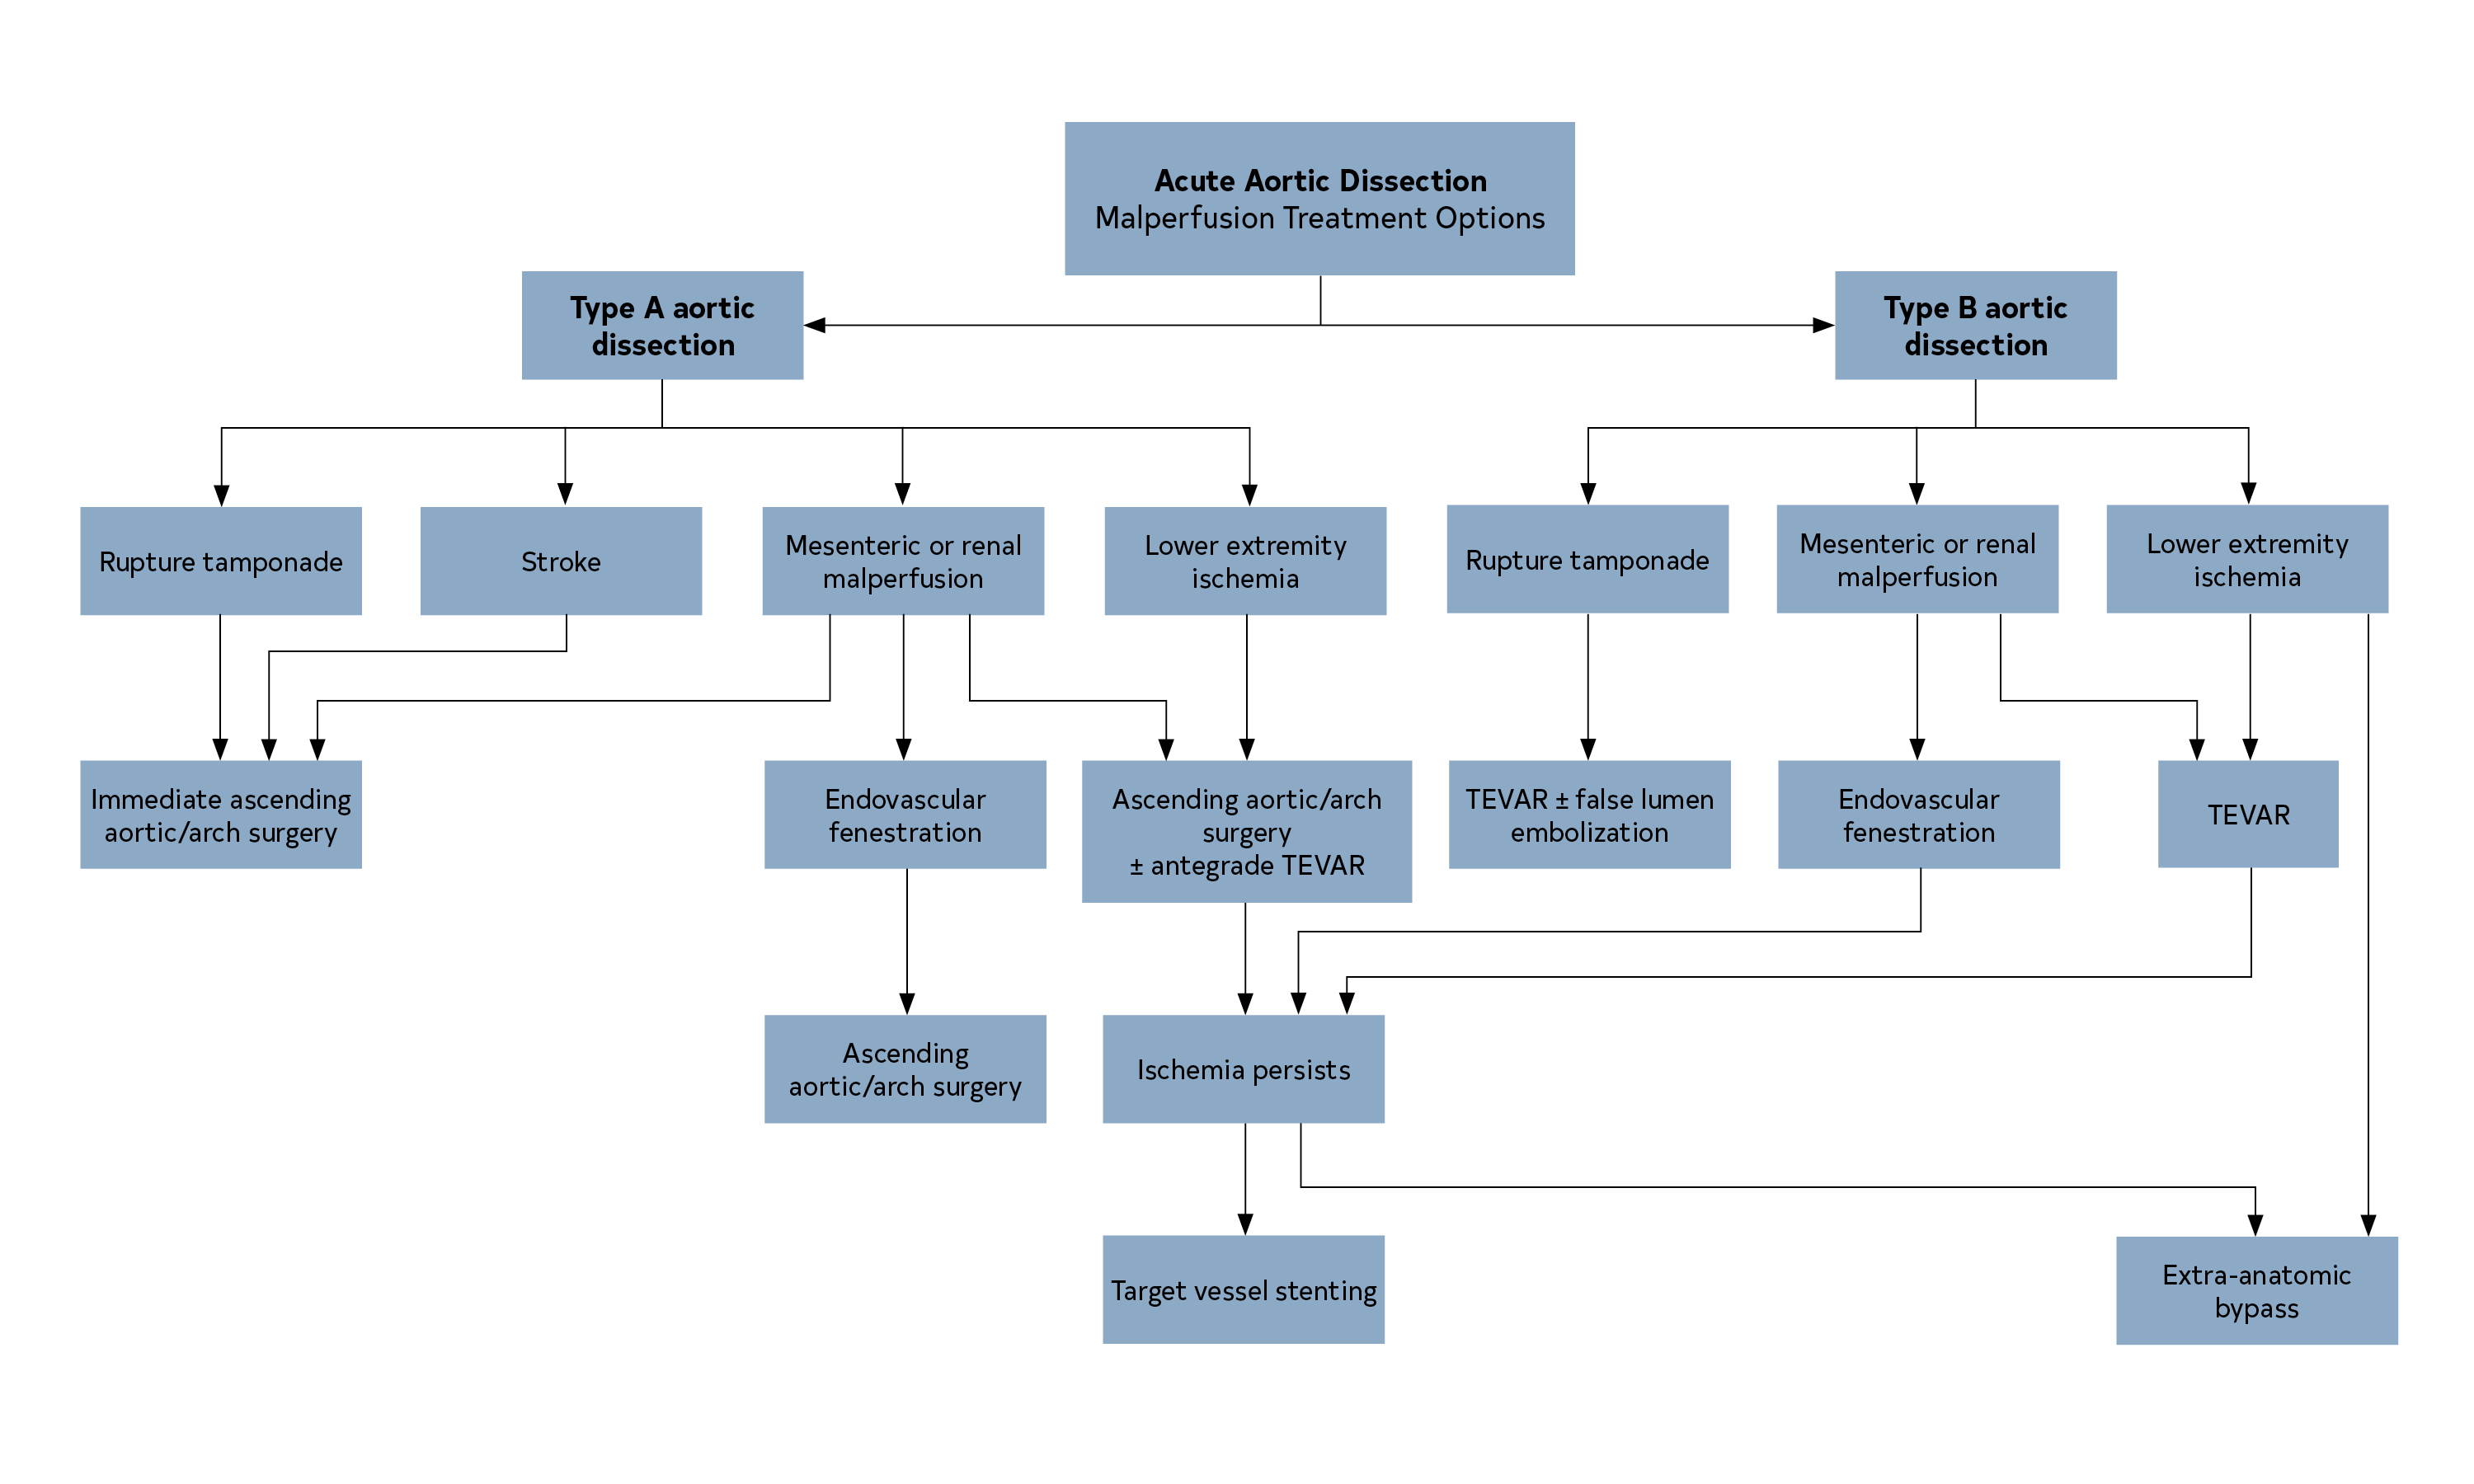 Acute Aortic Dissection
Malperfusion Treatment Options
Type A aortic
dissection
Type B aortic
dissection
Rupture tamponade
Stroke
Mesenteric or renal
malperfusion
Lower extremity
ischemia
Rupture tamponade
Mesenteric or renal
malperfusion
Lower extremity
ischemia
Immediate ascending
aortic/arch surgery
Endovascular
fenestration
Ascending aortic/arch
surgery
± antegrade TEVAR
TEVAR ± false lumen
embolization
Endovascular
fenestration
TEVAR
Ascending
aortic/arch surgery
Ischemia persists
Target vessel stenting
Extra-anatomic
bypass